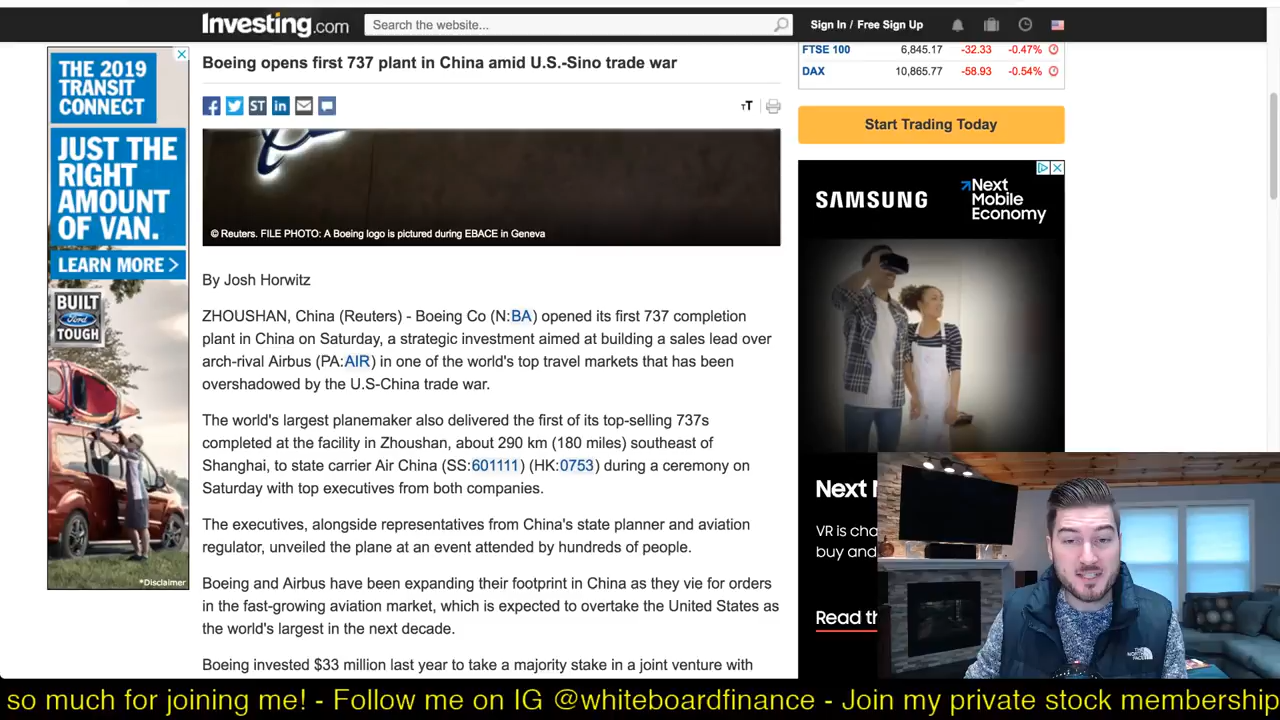 Investing.com
Search the website...
Sign In / Free Sign Up
THE 2019
TRANSIT
CONNECT
JUST THE
RIGHT
AMOUNT
OF VAN.
LEARN MORE >
BUILT
Ford
TOUGH
*Disclaimer
Boeing opens first 737 plant in China amid U.S.-Sino trade war
ST
in
TT
© Reuters. FILE PHOTO: A Boeing logo is pictured during EBACE in Geneva
By Josh Horwitz
ZHOUSHAN, China (Reuters) - Boeing Co (N:BA) opened its first 737 completion
plant in China on Saturday, a strategic investment aimed at building a sales lead over
arch-rival Airbus (PA:AIR) in one of the world's top travel markets that has been
overshadowed by the U.S-China trade war.
The world's largest planemaker also delivered the first of its top-selling 737s
completed at the facility in Zhoushan, about 290 km (180 miles) southeast of
Shanghai, to state carrier Air China (SS:601111) (HK:0753) during a ceremony on
Saturday with top executives from both companies.
The executives, alongside representatives from China's state planner and aviation
regulator, unveiled the plane at an event attended by hundreds of people.
Boeing and Airbus have been expanding their footprint in China as they vie for orders
in the fast-growing aviation market, which is expected to overtake the United States as
the world's largest in the next decade.
Boeing invested $33 million last year to take a majority stake in a joint venture with
FTSE 100 6,845.17 -32.33 -0.47%
DAX 10,865.77 -58.93 -0.54%
Start Trading Today
SAMSUNG
Next
Mobile
Economy
Next
VR is cha
buy and
Read th
THE NORTH FACE
so much for joining me! - Follow me on IG @whiteboardfinance - Join my private stock membership